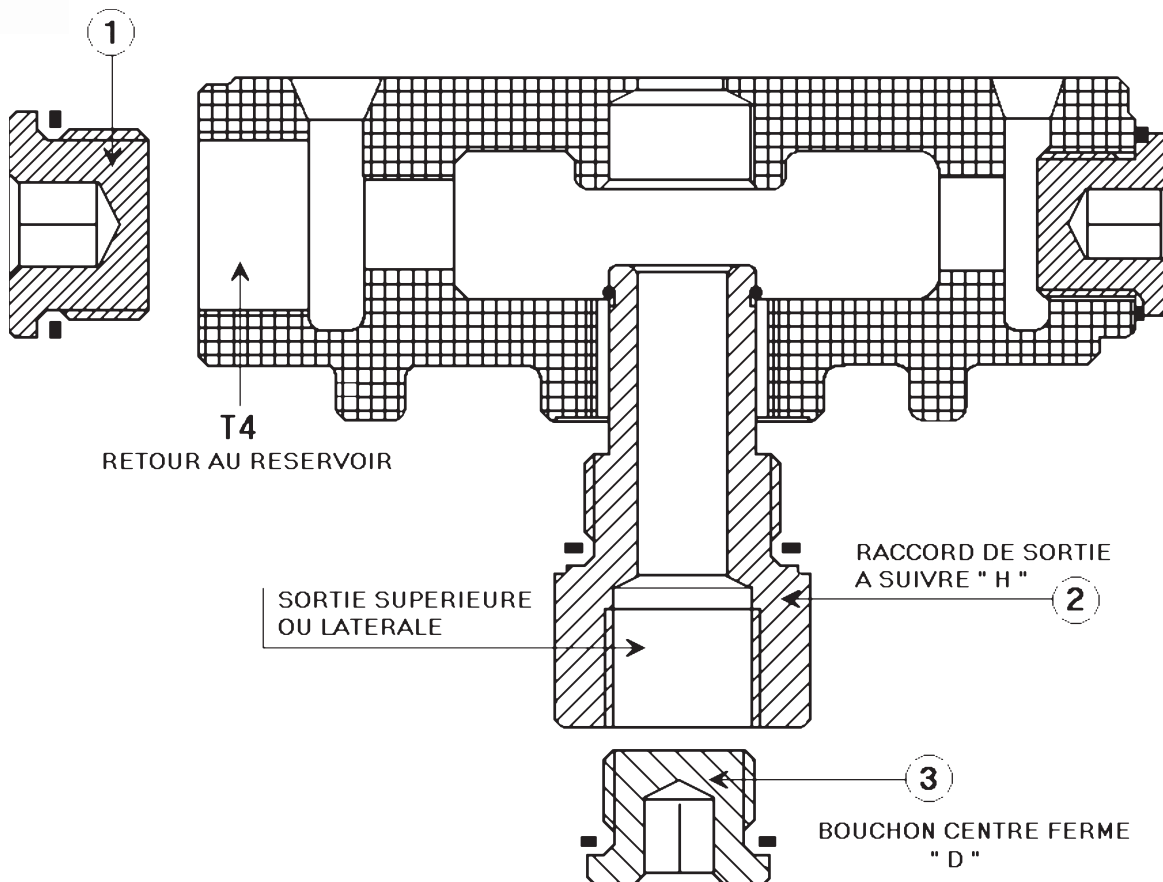 1
T4
RETOUR AU RESERVOIR
RACCORD DE SORTIE
A SUIVRE " H "
2
SORTIE SUPERIEURE
OU LATERALE
3
BOUCHON CENTRE FERME
" D "